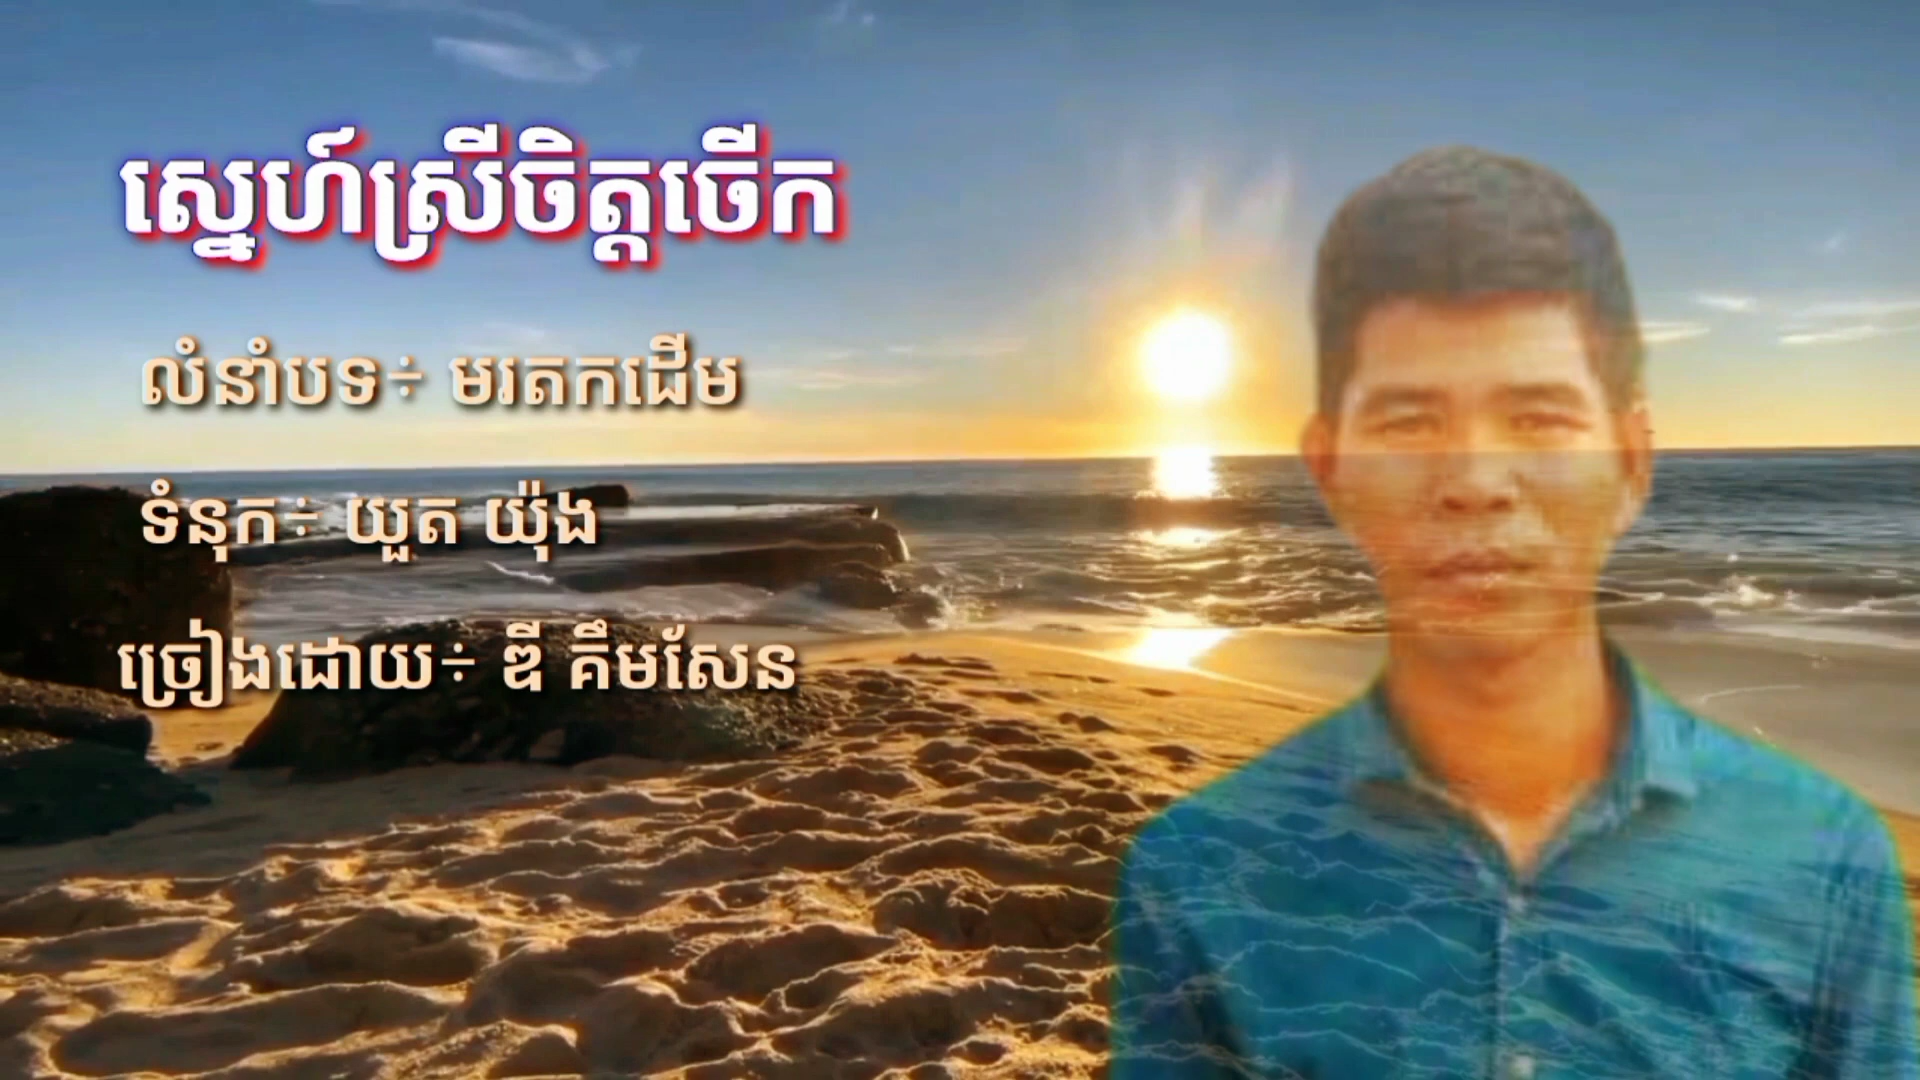 ស្នេហ៍ស្រីចិត្តចើក
លំនាំបទ÷ មរតកដើម
ទំនុក÷ យួត យ៉ុង
ច្រៀងដោយ÷ ឌី គឹមសែន